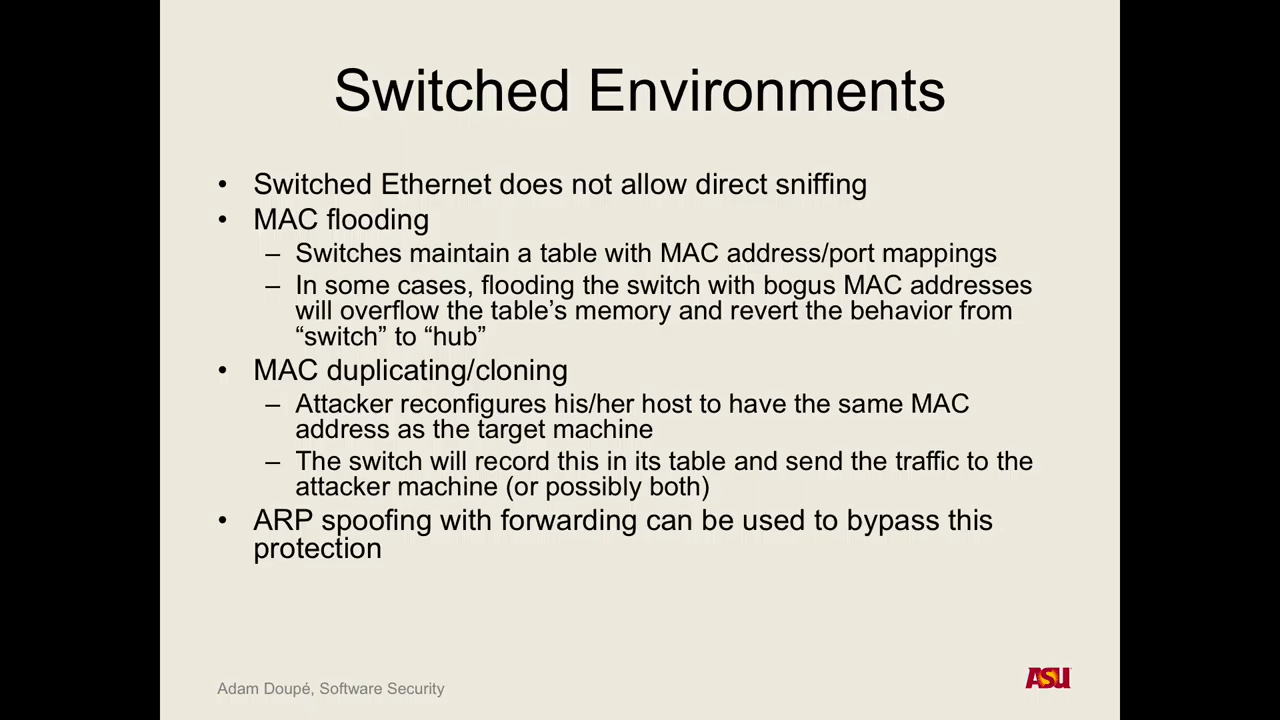 Switched Environments
• Switched Ethernet does not allow direct sniffing
• MAC flooding
– Switches maintain a table with MAC address/port mappings
– In some cases, flooding the switch with bogus MAC addresses
will overflow the table’s memory and revert the behavior from
“switch” to “hub”
• MAC duplicating/cloning
– Attacker reconfigures his/her host to have the same MAC
address as the target machine
– The switch will record this in its table and send the traffic to the
attacker machine (or possibly both)
• ARP spoofing with forwarding can be used to bypass this
protection
Adam Doupé, Software Security
ASU